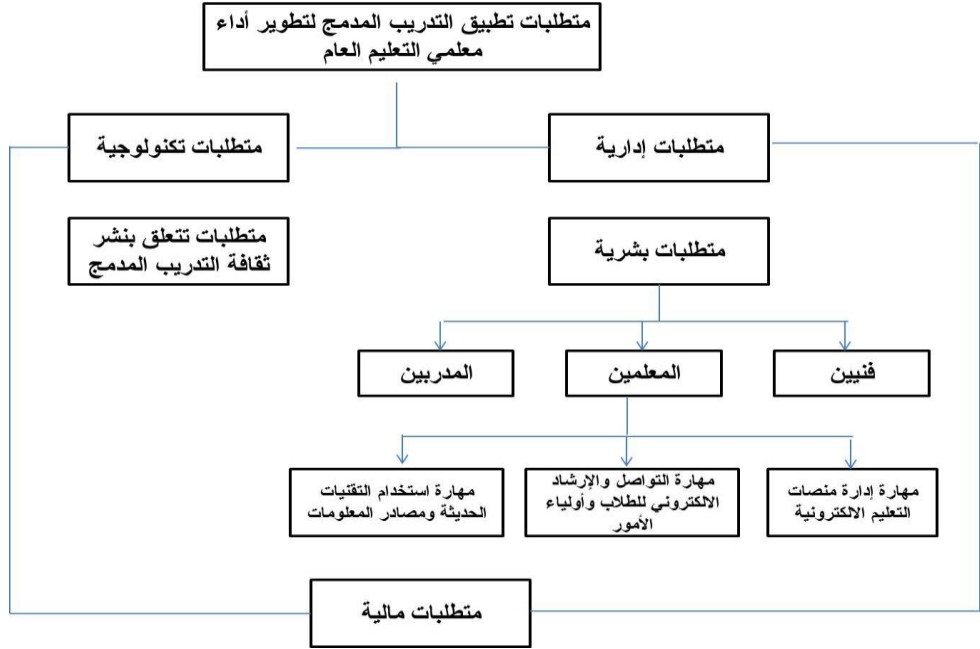 متطلبات تطبيق التدريب المدمج لتطوير أداء
معلمي التعليم العام
متطلبات إدارية
متطلبات تكنولوجية
متطلبات بشرية
متطلبات تتعلق بنشر
ثقافة التدريب المدمج
فنيين
المعلمين
المدربين
مهارة إدارة منصات
التعليم الالكترونية
مهارة التواصل والإرشاد
الالكتروني للطلاب وأولياء
الأمور
مهارة استخدام التقنيات
الحديثة ومصادر المعلومات
متطلبات مالية